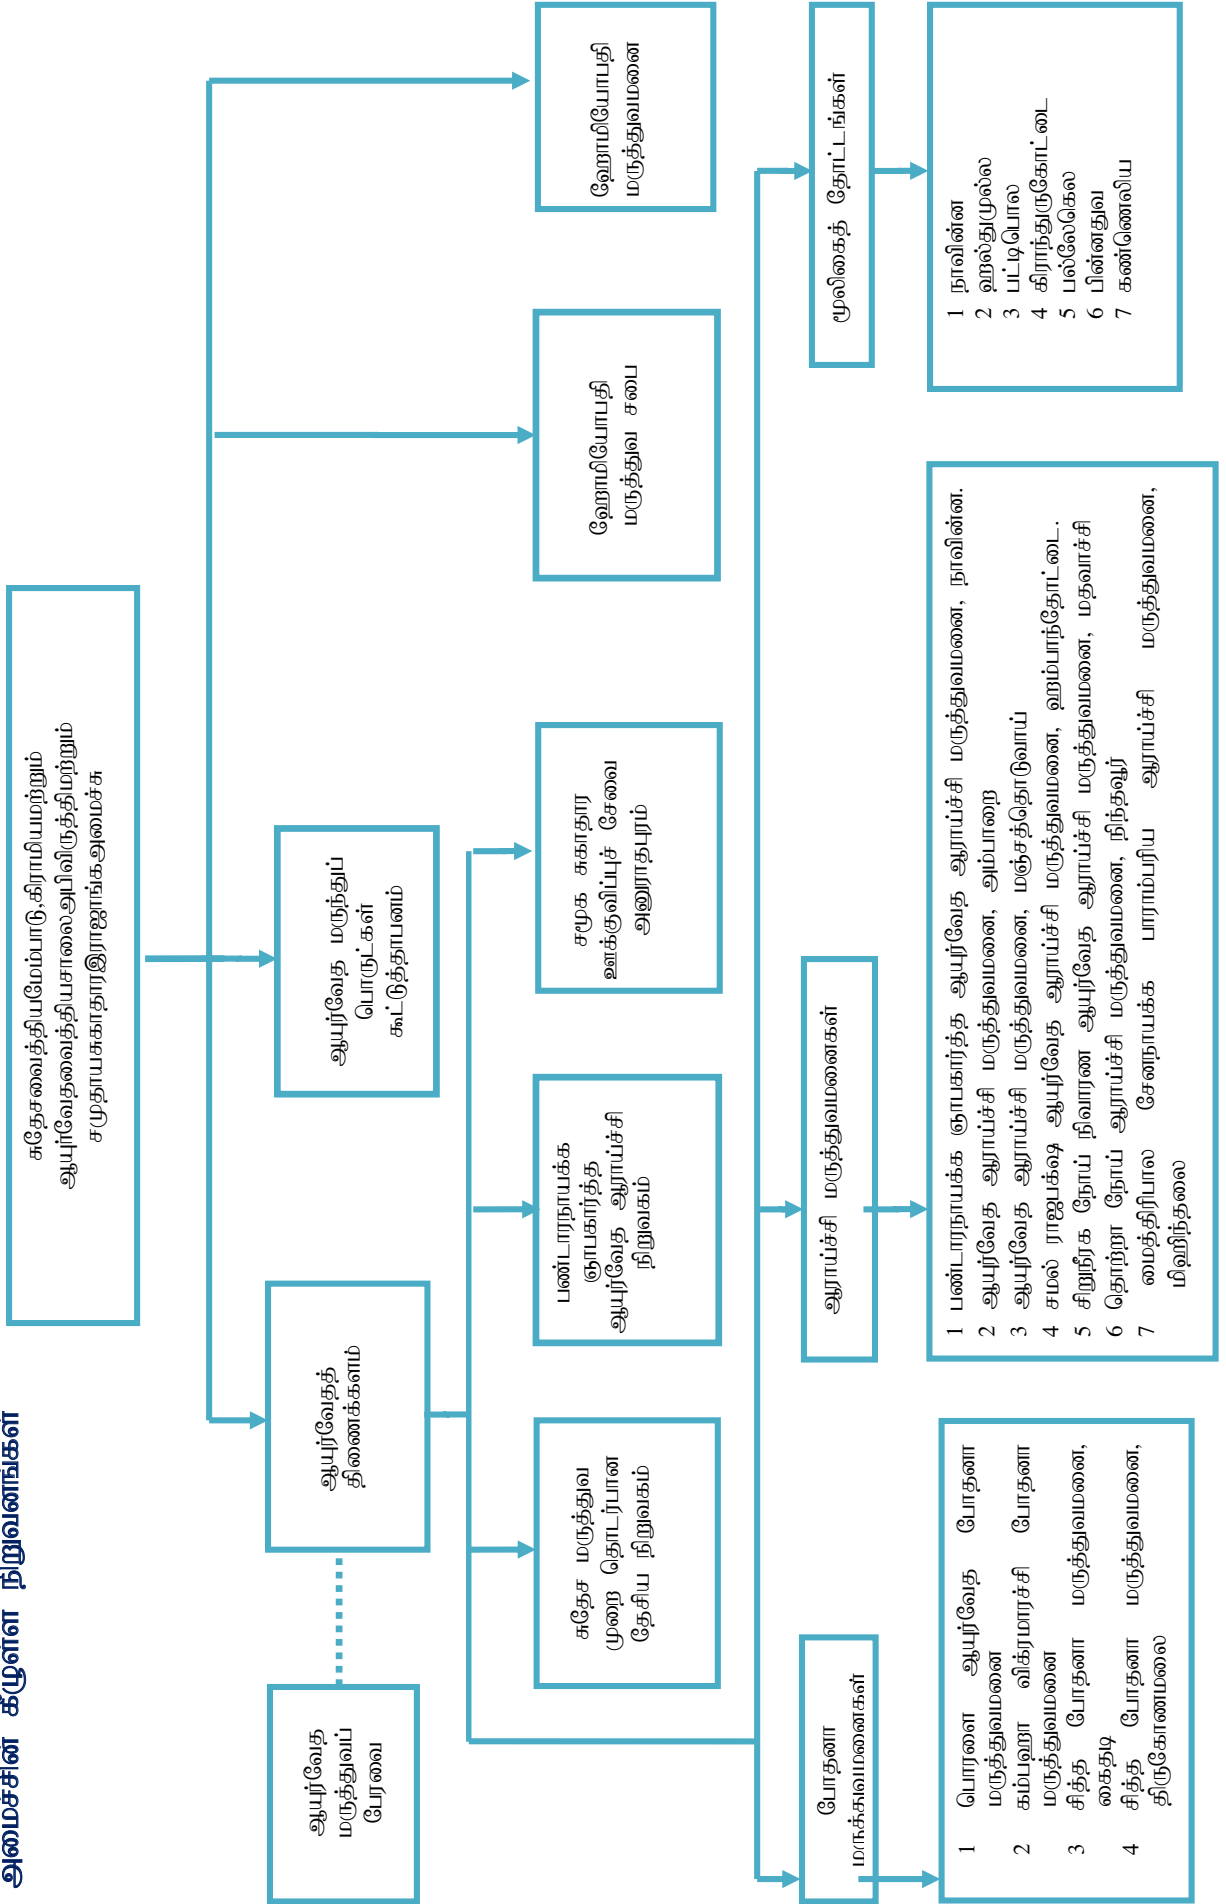 அமைச்சின் கீழுள்ள நிறுவனங்கள்
சுதேசவைத்தியமேம்பாடு,கிராமியமற்றும்
ஆயுர்வேதவைத்தியசாலைஅபிவிருத்திமற்றும்
சமுதாயசுகாதாரஇராஜாங்கஅமைச்சு
ஆயுர்வேத
மருத்துவப்
பேரவை
ஆயுர்வேதத்
திணைக்களம்
ஆயுர்வேத மருந்துப்
பொருட்கள்
கூட்டுத்தாபனம்
சுதேச மருத்துவ
முறை தொடர்பான
தேசிய நிறுவகம்
பண்டாரநாயக்க
ஞாபகார்த்த
ஆயுர்வேத ஆராய்ச்சி
நிறுவகம்
சமூக சுகாதார
ஊக்குவிப்புச் சேவை
அனுராதபுரம்
ஹோமியோபதி
மருத்துவ சபை
ஹோமியோபதி
மருத்துவமனை
போதனா
மருக்கவமனைகள்
ஆராய்ச்சி மருத்துவமனைகள்
மூலிகைத் தோட்டங்கள்
1 பொரளை ஆயுர்வேத போதனா
மருத்துவமனை
2 கம்பஹா விக்ரமாரச்சி போதனா
மருத்துவமனை
3 சித்த போதனா மருத்துவமனை,
கைதடி
4 சித்த போதனா மருத்துவமனை,
திருகோணமலை
1 பண்டாரநாயக்க ஞாபகார்த்த ஆயுர்வேத ஆராய்ச்சி மருத்துவமனை, நாவின்ன.
2 ஆயுர்வேத ஆராய்ச்சி மருத்துவமனை, அம்பாறை
3 ஆயுர்வேத ஆராய்ச்சி மருத்துவமனை, மஞ்சத்தொடுவாய்
4 சமல் ராஜபக்ஷ ஆயுர்வேத ஆராய்ச்சி மருத்துவமனை, ஹம்பாந்தோட்டை.
5 சிறுநீரக நோய் நிவாரண ஆயுர்வேத ஆராய்ச்சி மருத்துவமனை, மதவாச்சி
6 தொற்றா நோய் ஆராய்ச்சி மருத்துவமனை, நிந்தவூர்
7 மைத்திரிபால சேனநாயக்க பாரம்பரிய ஆராய்ச்சி மருத்துவமனை,
மிஹிந்தலை
1 நாவின்ன
2 ஹல்துமுல்ல
3 பட்டிபொல
4 கிராந்துருகோட்டை
5 பல்லேகெல
6 பின்னதுவ
7 கண்ணெலிய